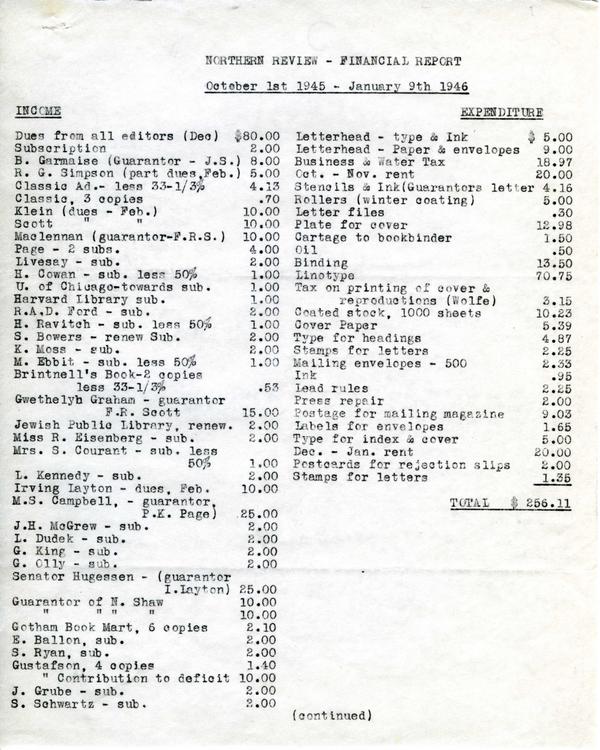 NORTHERN REVIEW - FINANCIAL REPORT
October 1st 1945 - January 9th 1946
INCOME
Dues from all editors (Dec) $80.00
Subscription 2.00
B. Garmaise (Guarantor - J.S.) 8.00
R. G. Simpson (part dues,Feb.) 5.00
Classic Ad.- less 33-1/3% 4.13
Classic, 3 copies .70
Klein (dues - Feb.) 10.00
Scott " " 10.00
Maclennan (guarantor-F.R.S.) 10.00
Page - 2 subs. 4.00
Livesay - sub. 2.00
H. Cowan - sub. less 50% 1.00
U. of Chicago-towards sub. 1.00
Harvard Library sub. 1.00
R.A.D. Ford - sub. 2.00
H. Ravitch - sub. less 50% 1.00
S. Bowers - renew Sub. 2.00
K. Moss - sub. 2.00
M. Ebbit - sub. less 50% 1.00
Brintnell's Book-2 copies
less 33-1/3% .53
Gwethelyh Graham - guarantor
F.R. Scott 15.00
Jewish Public Library, renew. 2.00
Miss R. Eisenberg - sub. 2.00
Mrs. S. Courant - sub. less
50% 1.00
L. Kennedy - sub. 2.00
Irving Layton - dues, Feb. 10.00
M.S. Campbell, - guarantor,
P.K. Page) 25.00
J.H. McGrew - sub. 2.00
L. Dudek - sub. 2.00
G. King - sub. 2.00
G. Olly - sub. 2.00
Senator Hugessen - (guarantor
I.Layton) 25.00
Guarantor of N. Shaw 10.00
" " " " 10.00
Gotham Book Mart, 6 copies 2.10
E. Ballon, sub. 2.00
S. Ryan, sub. 2.00
Gustafson, 4 copies 1.40
" Contribution to deficit 10.00
J. Grube - sub. 2.00
S. Schwartz - sub. 2.00
EXPENDITURE
Letterhead - type & Ink $ 5.00
Letterhead - Paper & envelopes 9.00
Business & Water Tax 18.97
Oct. - Nov. rent 20.00
Stencils & Ink(Guarantors letter 4.16
Rollers (winter coating) 5.00
Letter files .30
Plate for cover 12.98
Cartage to bookbinder 1.50
Oil .50
Binding 13.50
Linotype 70.75
Tax on printing of cover &
reproductions (Wolfe) 3.15
Coated stock, 1000 sheets 10.23
Cover Paper 5.39
Type for headings 4.87
Stamps for letters 2.25
Mailing envelopes - 500 2.33
Ink .95
Lead rules 2.25
Press repair 2.00
Postage for mailing magazine 9.03
Labels for envelopes 1.65
Type for index & cover 5.00
Dec. - Jan. rent 20.00
Postcards for rejection slips 2.00
Stamps for letters 1.35
TOTAL $ 256.11
(continued)